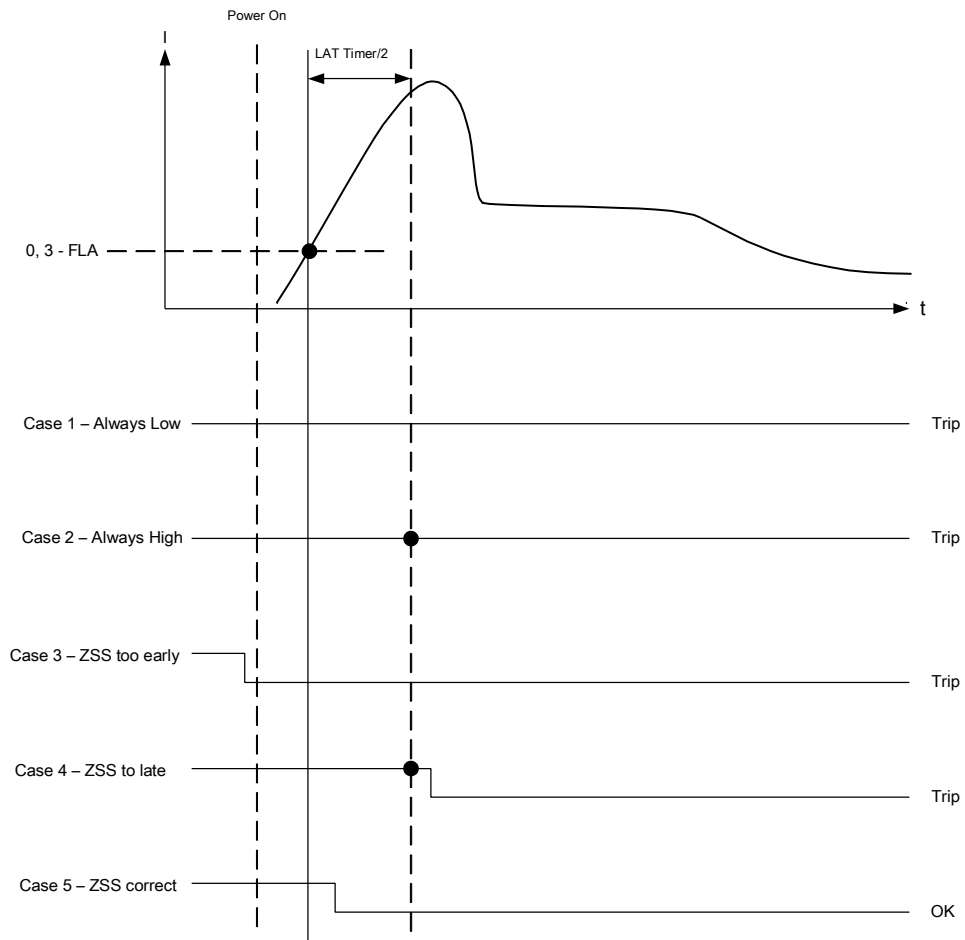 Power On
I
LAT Timer/2
0, 3 - FLA
t
Case 1 – Always Low
Trip
Case 2 – Always High
Trip
Case 3 – ZSS too early
Trip
Case 4 – ZSS to late
Trip
Case 5 – ZSS correct
OK